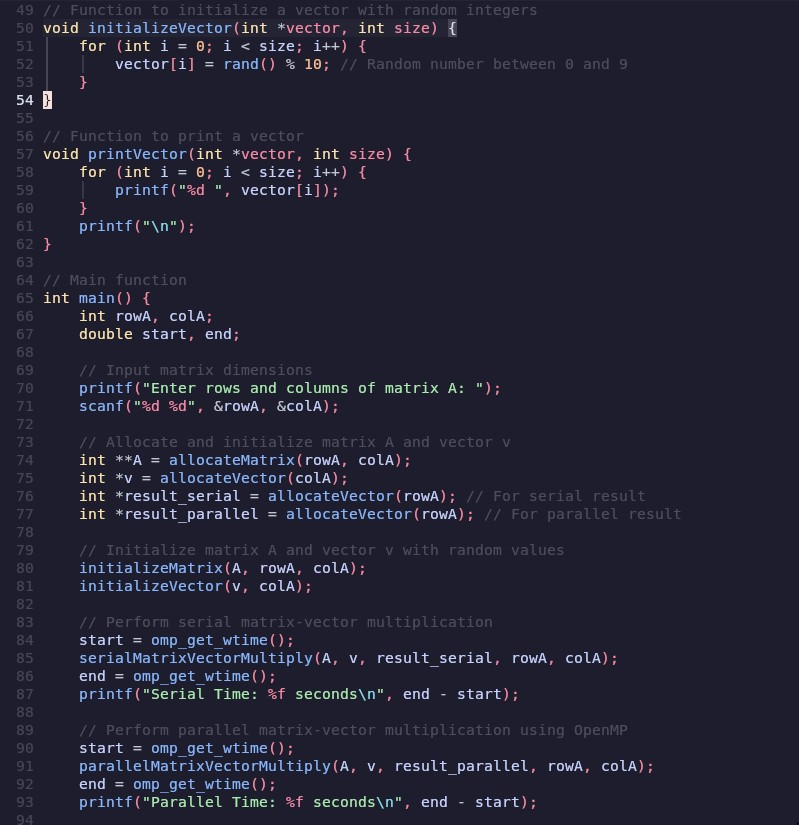 49 // Function to initialize a vector with random integers
50 void initializeVector(int *vector, int size) {
51     for (int i = 0; i < size; i++) {
52         vector[i] = rand() % 10; // Random number between 0 and 9
53     }
54 }
55
56 // Function to print a vector
57 void printVector(int *vector, int size) {
58     for (int i = 0; i < size; i++) {
59         printf("%d ", vector[i]);
60     }
61     printf("\n");
62 }
63
64 // Main function
65 int main() {
66     int rowA, colA;
67     double start, end;
68
69     // Input matrix dimensions
70     printf("Enter rows and columns of matrix A: ");
71     scanf("%d %d", &rowA, &colA);
72
73     // Allocate and initialize matrix A and vector v
74     int **A = allocateMatrix(rowA, colA);
75     int *v = allocateVector(colA);
76     int *result_serial = allocateVector(rowA); // For serial result
77     int *result_parallel = allocateVector(rowA); // For parallel result
78
79     // Initialize matrix A and vector v with random values
80     initializeMatrix(A, rowA, colA);
81     initializeVector(v, colA);
82
83     // Perform serial matrix-vector multiplication
84     start = omp_get_wtime();
85     serialMatrixVectorMultiply(A, v, result_serial, rowA, colA);
86     end = omp_get_wtime();
87     printf("Serial Time: %f seconds\n", end - start);
88
89     // Perform parallel matrix-vector multiplication using OpenMP
90     start = omp_get_wtime();
91     parallelMatrixVectorMultiply(A, v, result_parallel, rowA, colA);
92     end = omp_get_wtime();
93     printf("Parallel Time: %f seconds\n", end - start);
94